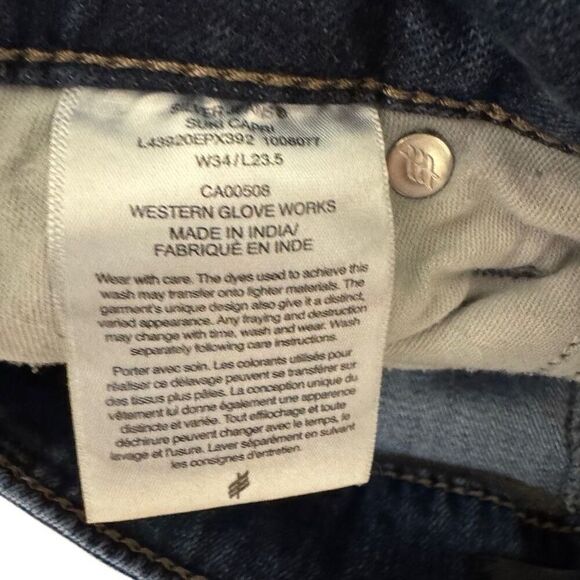 SLIM CAPRI
L43920EPX392 1008077
W34/L23.5
CA00508
WESTERN GLOVE WORKS
MADE IN INDIA/
FABRIQUÉ EN INDE
Wear with care. The dyes used to achieve this
wash may transfer onto lighter materials. The
garment's unique design also give it a distinct,
varied appearance. Any fraying and destruction
may change with time, wash and wear. Wash
separately following care instructions.
Porter avec soin. Les colorants utilisés pour
réaliser ce délavage peuvent se transférer sur
des tissus plus pâles. La conception unique du
vêtement lui donne également une apparence
distincte et variée. Tout effilochage et toute
déchirure peuvent changer avec le temps, le
lavage et l'usure. Laver séparément en suivant
les consignes d'entretien.